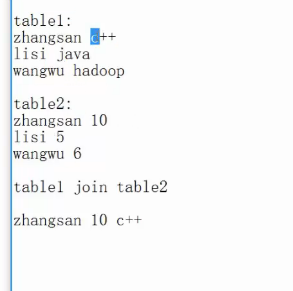 table1:
zhangsan c++
lisi java
wangwu hadoop
table2:
zhangsan 10
lisi 5
wangwu 6
table1 join table2
zhangsan 10 c++